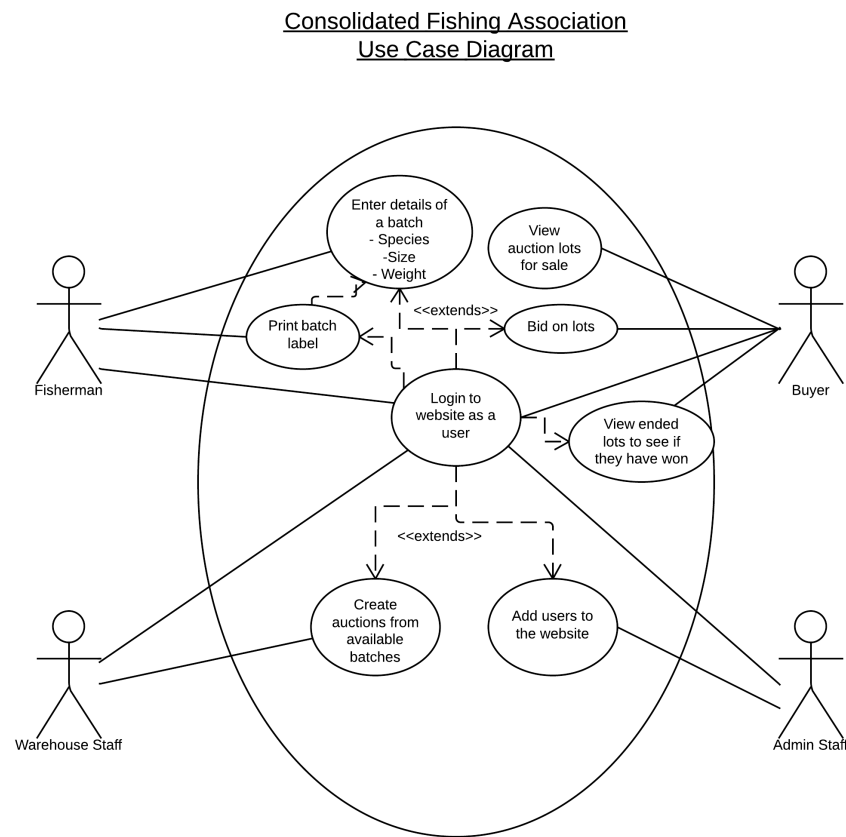 Consolidated Fishing Association
Use Case Diagram
Enter details of
a batch
- Species
-Size
- Weight
View
auction lots
for sale
<<extends>>
Print batch
label
Bid on lots
Fisherman
Buyer
Login to
website as a
user
View ended
lots to see if
they have won
<<extends>>
Create
auctions from
available
batches
Add users to
the website
Warehouse Staff
Admin Staff